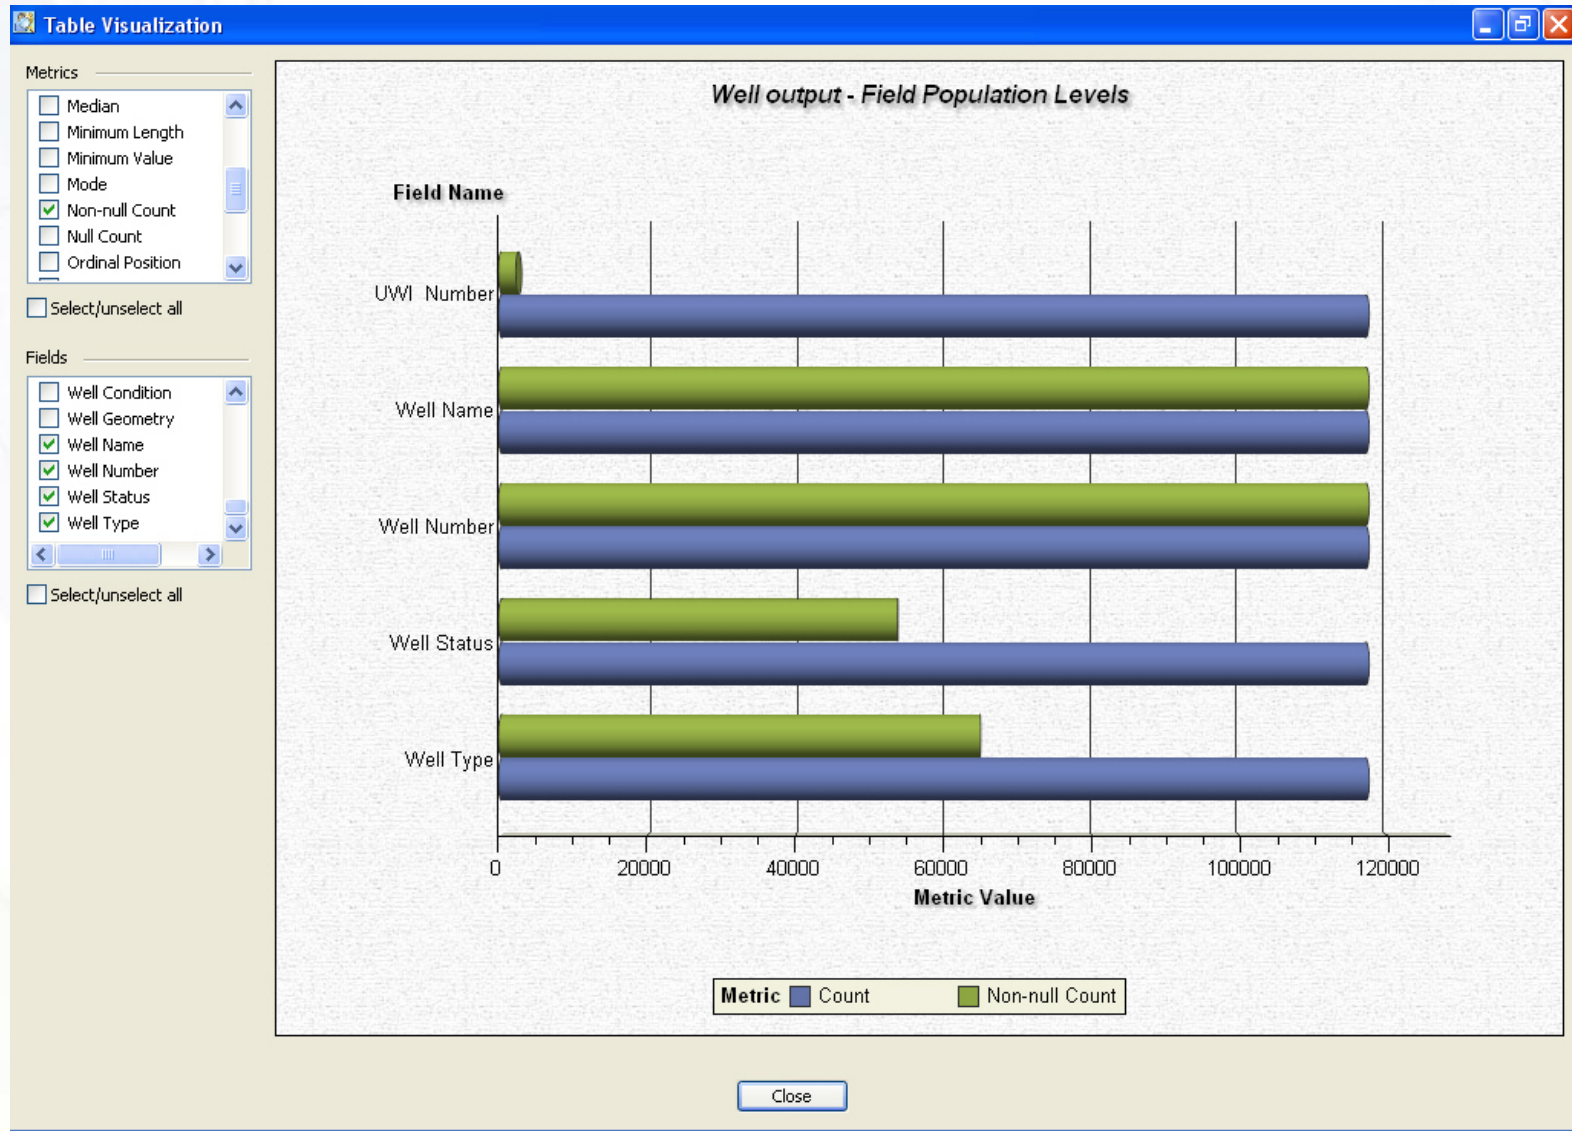 Table Visualization
Metrics
Median
Minimum Length
Minimum Value
Mode
Non-null Count
Null Count
Ordinal Position
Select/unselect all
Fields
Well Condition
Well Geometry
Well Name
Well Number
Well Status
Well Type
Select/unselect all
Well output - Field Population Levels
Field Name
UWI Number
Well Name
Well Number
Well Status
Well Type
0 20000 40000 60000 80000 100000 120000
Metric Value
Metric Count Non-null Count
Close